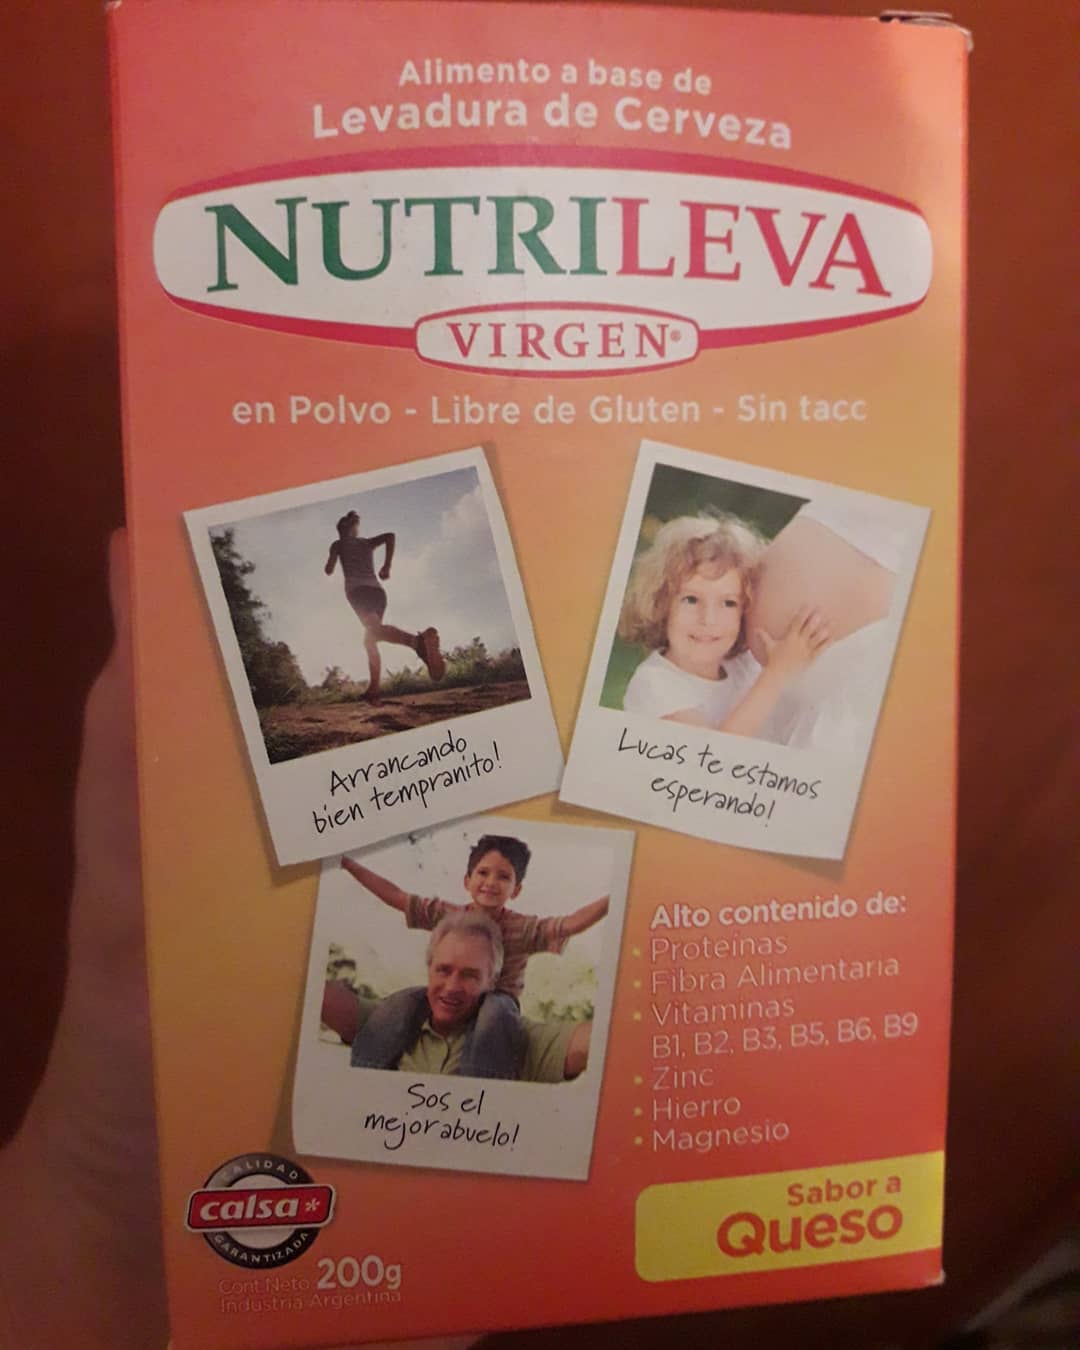 Alimento a base de
Levadura de Cerveza
NUTRILEVA
VIRGEN®
en Polvo - Libre de Gluten - Sin tacc
Arrancando
bien tempranito!
Lucas te estamos
esperando!
Sos el
mejor abuelo!
Alto contenido de:
• Proteínas
• Fibra Alimentaria
• Vitaminas
B1, B2, B3, B5, B6, B9
• Zinc
• Hierro
• Magnesio
Sabor a
Queso
CALIDAD
calsa*
GARANTIZADA
Cont. Neto 200g
Industria Argentina